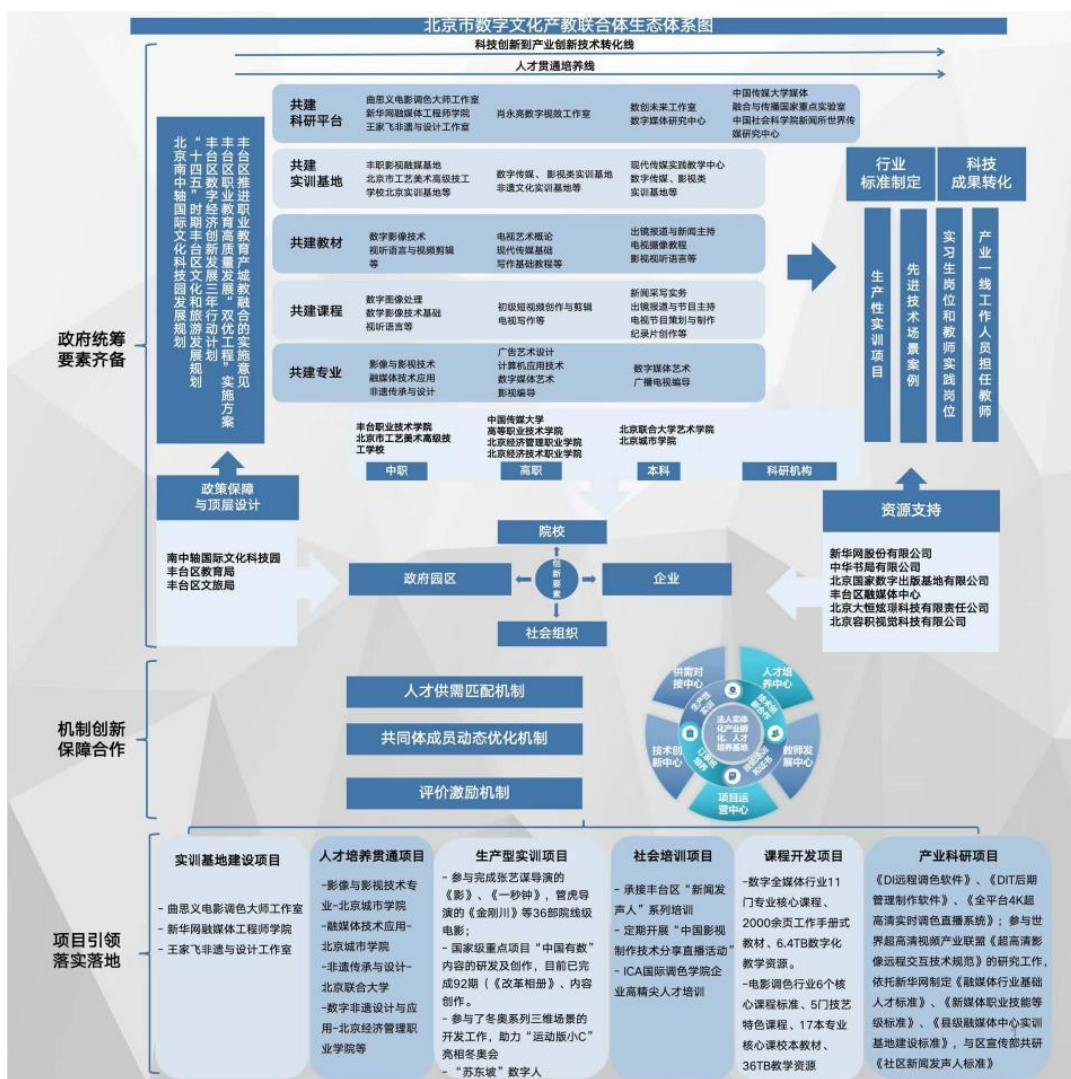 北京市数字文化产教联合体生态体系图
科技创新到产业创新技术转化线
人才贯通培养线
政府统筹
要素齐备
丰台区推进职业教育产城教融合的实施意见
丰台区职业教育高质量发展“双优工程”实施方案
丰台区数字经济创新发展三年行动计划
“十四五”时期丰台区文化和旅游发展规划
北京南中轴国际文化科技园发展规划
共建
科研平台
曲思义电影调色大师工作室
新华网融媒体工程师学院
王家飞非遗与设计工作室
肖永亮数字视效工作室
数创未来工作室
数字媒体研究中心
中国传媒大学媒体
融合与传播国家重点实验室
中国社会科学院新闻所世界传
媒研究中心
共建
实训基地
丰职影视融媒基地
北京市工艺美术高级技工
学校北京实训基地等
数字传媒、影视类实训基地
非遗文化实训基地等
现代传媒实践教学中心
数字传媒、影视类
实训基地等
共建教材
数字影像技术
视听语言与视频剪辑
等
电视艺术概论
现代传媒基础
写作基础教程等
出镜报道与新闻主持
电视摄像教程
影视视听语言等
共建课程
数字图像处理
数学影像技术基础
视听语言等
初级短视频创作与剪辑
电视写作等
新闻采写实务
出镜报道与节目主持
电视节目策划与制作
纪录片创作等
共建专业
影像与影视技术
融媒体技术应用
非遗传承与设计
广告艺术设计
计算机应用技术
数字媒体艺术
影视编导
数字媒体艺术
广播电视编导
丰台职业技术学院
北京市工艺美术高级技
工学校
中国传媒大学
高等职业技术学院
北京经济管理职业学院
北京经济技术职业学院
北京联合大学艺术学院
北京城市学院
中职
高职
本科
科研机构
行业
标准制定
科技
成果转化
生产性实训项目
先进技术场景案例
实习生岗位和教师实践岗位
产业一线工作人员担任教师
政策保障
与顶层设计
南中轴国际文化科技园
丰台区教育局
丰台区文旅局
院校
政府园区
创新要素
企业
社会组织
资源支持
新华网股份有限公司
中华书局有限公司
北京国家数字出版基地有限公司
丰台区融媒体中心
北京大恒炫璟科技有限责任公司
北京容积视觉科技有限公司
机制创新
保障合作
人才供需匹配机制
共同体成员动态优化机制
评价激励机制
供需对
接中心
人才培
养中心
技术创
新中心
教师发
展中心
项目运
营中心
生产性
实训
技术创
新合作
法人实体
化产业孵
化、人才
培养基地
项目引领
落实落地
实训基地建设项目
- 曲思义电影调色大师工作室
- 新华网融媒体工程师学院
- 王家飞非遗与设计工作室
人才培养贯通项目
-影像与影视技术专
业-北京城市学院
-融媒体技术应用-
北京城市学院
-非遗传承与设计-
北京联合大学
-数字非遗设计与应
用-北京经济管理职
业学院等
生产型实训项目
- 参与完成张艺谋导演的
《影》、《一秒钟》，管虎导
演的《金刚川》等36部院线级
电影；
- 国家级重点项目“中国有数”
内容的研发及创作，目前已完
成92期（《改革相册》、内容
创作。
- 参与了冬奥系列三维场景的
开发工作，助力“运动版小C”
亮相冬奥会
- “苏东坡”数字人
社会培训项目
- 承接丰台区“新闻发
声人”系列培训
- 定期开展“中国影视
制作技术分享直播活动”
- ICA国际调色学院企
业高精尖人才培训
课程开发项目
-数字全媒体行业11
门专业核心课程、
2000余页工作手册式
教材、6.4TB数字化
教学资源。
-电影调色行业6个核
心课程标准、5门技艺
特色课程、17本专业
核心课校本教材、
36TB教学资源
产业科研项目
《DI远程调色软件》、《DIT后期
管理制作软件》、《全平台4K超
高清实时调色直播系统》；参与世
界超高清视频产业联盟《超高清影
像远程交互技术规范》的研究工作，
依托新华网制定《融媒体行业基础
人才标准》、《新媒体职业技能等
级标准》、《县级融媒体中心实训
基地建设标准》，与区宣传部共研
《社区新闻发声人标准》